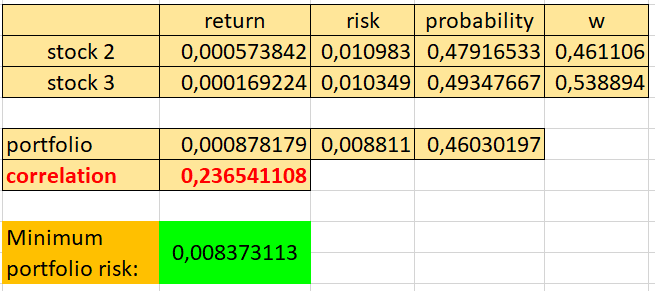 return risk probability w
stock 2 0,000573842 0,010983 0,47916533 0,461106
stock 3 0,000169224 0,010349 0,49347667 0,538894
portfolio 0,000878179 0,008811 0,46030197
correlation 0,236541108
Minimum
portfolio risk: 0,008373113